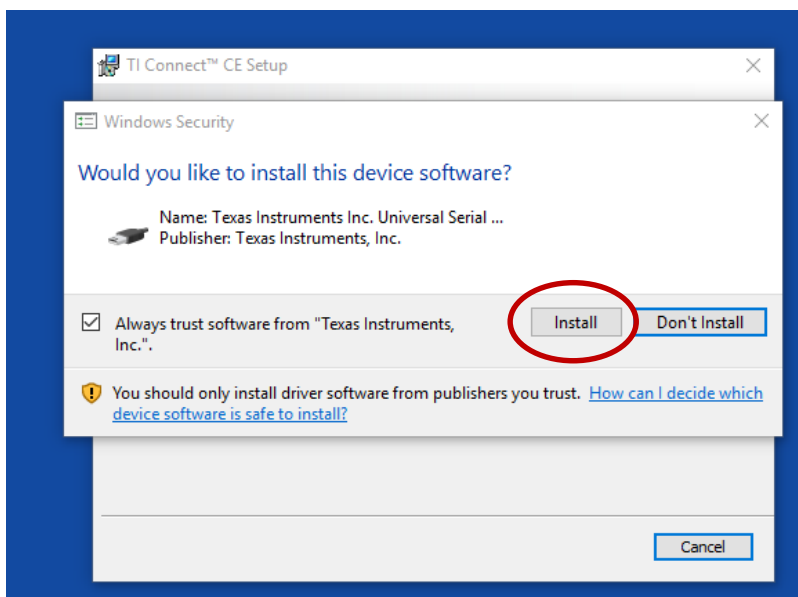 TI Connect™ CE Setup
Windows Security
Would you like to install this device software?
Name: Texas Instruments Inc. Universal Serial ...
Publisher: Texas Instruments, Inc.
Always trust software from "Texas Instruments,
Inc.".
Install
Don't Install
You should only install driver software from publishers you trust. How can I decide which
device software is safe to install?
Cancel